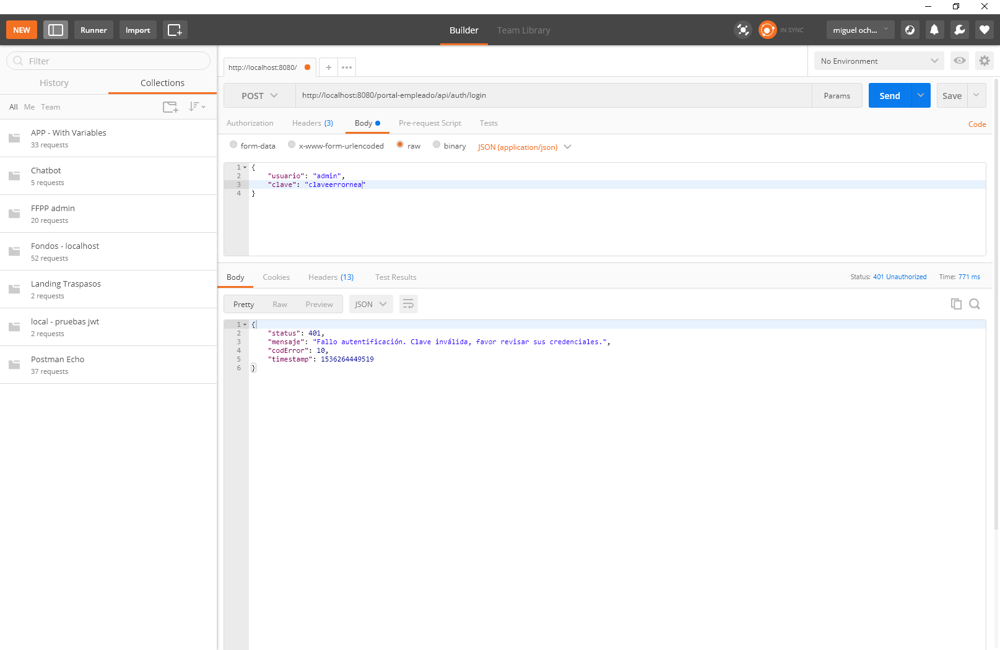 NEW
Runner
Import
Builder
Team Library
IN SYNC
miguel och...
Filter
History
Collections
All Me Team
APP - With Variables
33 requests
Chatbot
5 requests
FFPP admin
20 requests
Fondos - localhost
52 requests
Landing Traspasos
2 requests
local - pruebas jwt
2 requests
Postman Echo
37 requests
http://localhost:8080/
+
•••
No Environment
POST
http://localhost:8080/portal-empleado/api/auth/login
Params
Send
Save
Authorization
Headers (3)
Body
Pre-request Script
Tests
Code
form-data
x-www-form-urlencoded
raw
binary
JSON (application/json)
1 {
2 "usuario": "admin",
3 "clave": "claveerrornea"
4 }
Body
Cookies
Headers (13)
Test Results
Status: 401 Unauthorized
Time: 771 ms
Pretty
Raw
Preview
JSON
1 {
2 "status": 401,
3 "mensaje": "Fallo autentificación. Clave inválida, favor revisar sus credenciales.",
4 "codError": 10,
5 "timestamp": 1536264449519
6 }